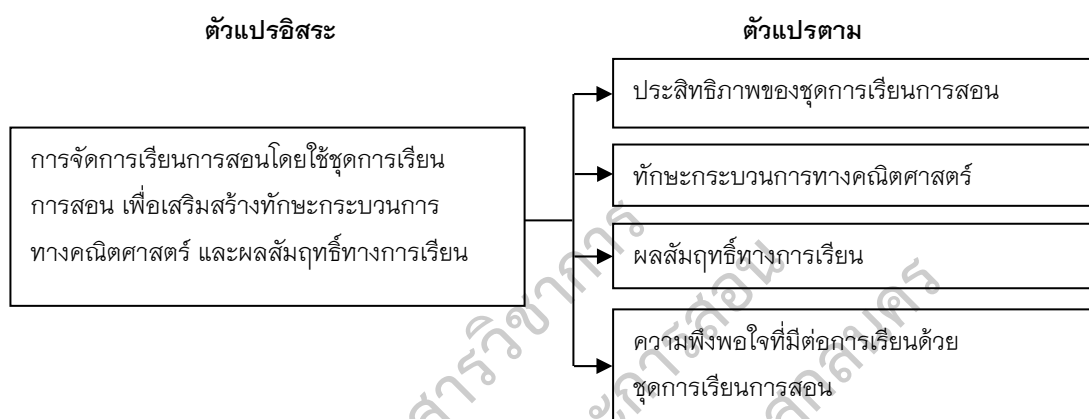 ตัวแปรอิสระ
ตัวแปรตาม
การจัดการเรียนการสอนโดยใช้ชุดการเรียน
การสอน เพื่อเสริมสร้างทักษะกระบวนการ
ทางคณิตศาสตร์ และผลสัมฤทธิ์ทางการเรียน
ประสิทธิภาพของชุดการเรียนการสอน
ทักษะกระบวนการทางคณิตศาสตร์
ผลสัมฤทธิ์ทางการเรียน
ความพึงพอใจที่มีต่อการเรียนด้วย
ชุดการเรียนการสอน